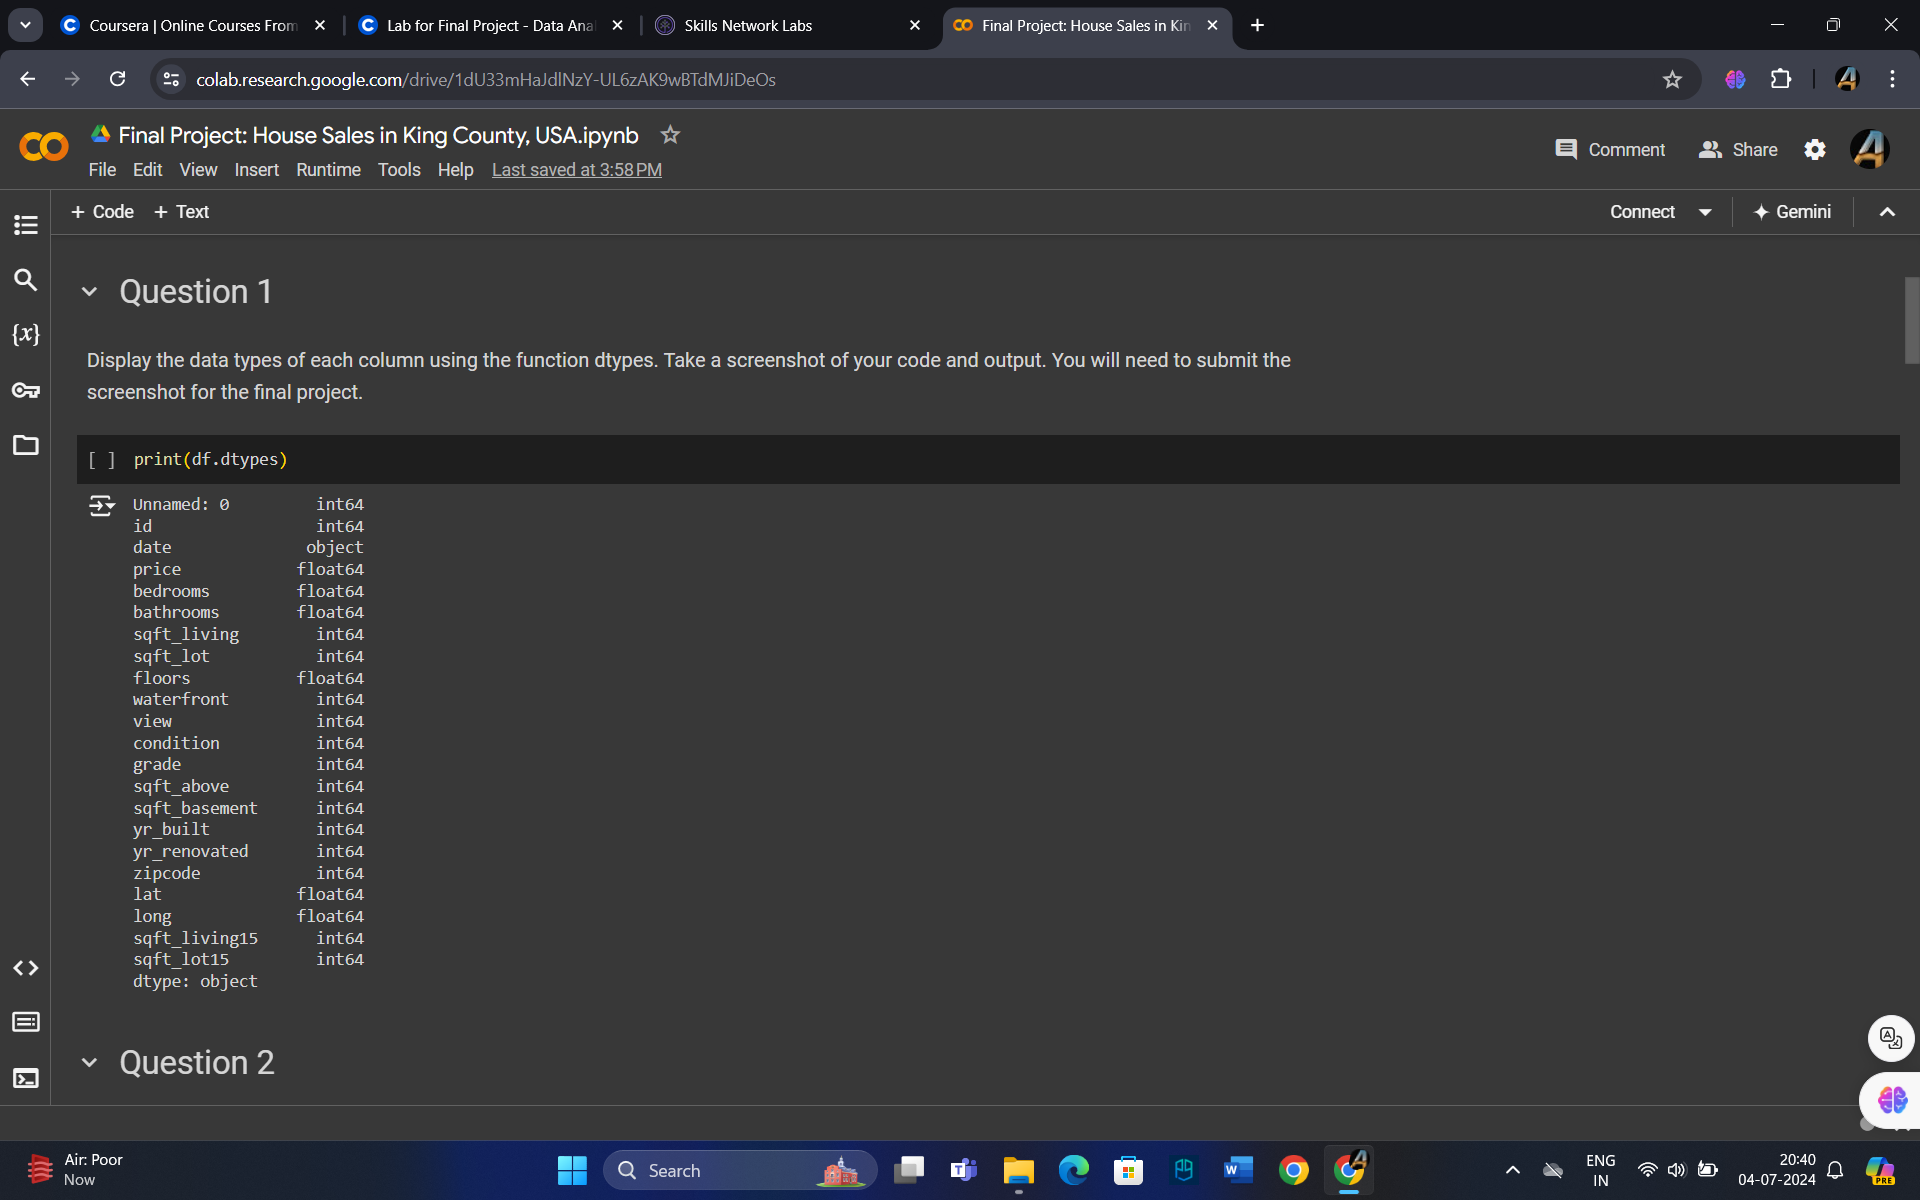 Coursera | Online Courses From
Lab for Final Project - Data Ana
Skills Network Labs
Final Project: House Sales in Kin
colab.research.google.com/drive/1dU33mHaJdlNzY-UL6zAK9wBTdMJiDeOs
Final Project: House Sales in King County, USA.ipynb
File Edit View Insert Runtime Tools Help Last saved at 3:58 PM
Comment Share
+ Code + Text
Connect Gemini
Question 1
Display the data types of each column using the function dtypes. Take a screenshot of your code and output. You will need to submit the
screenshot for the final project.
[ ] print(df.dtypes)
Unnamed: 0 int64
id int64
date object
price float64
bedrooms float64
bathrooms float64
sqft_living int64
sqft_lot int64
floors float64
waterfront int64
view int64
condition int64
grade int64
sqft_above int64
sqft_basement int64
yr_built int64
yr_renovated int64
zipcode int64
lat float64
long float64
sqft_living15 int64
sqft_lot15 int64
dtype: object
Question 2
Air: Poor
Now
Search
ENG
IN
20:40
04-07-2024
PRE